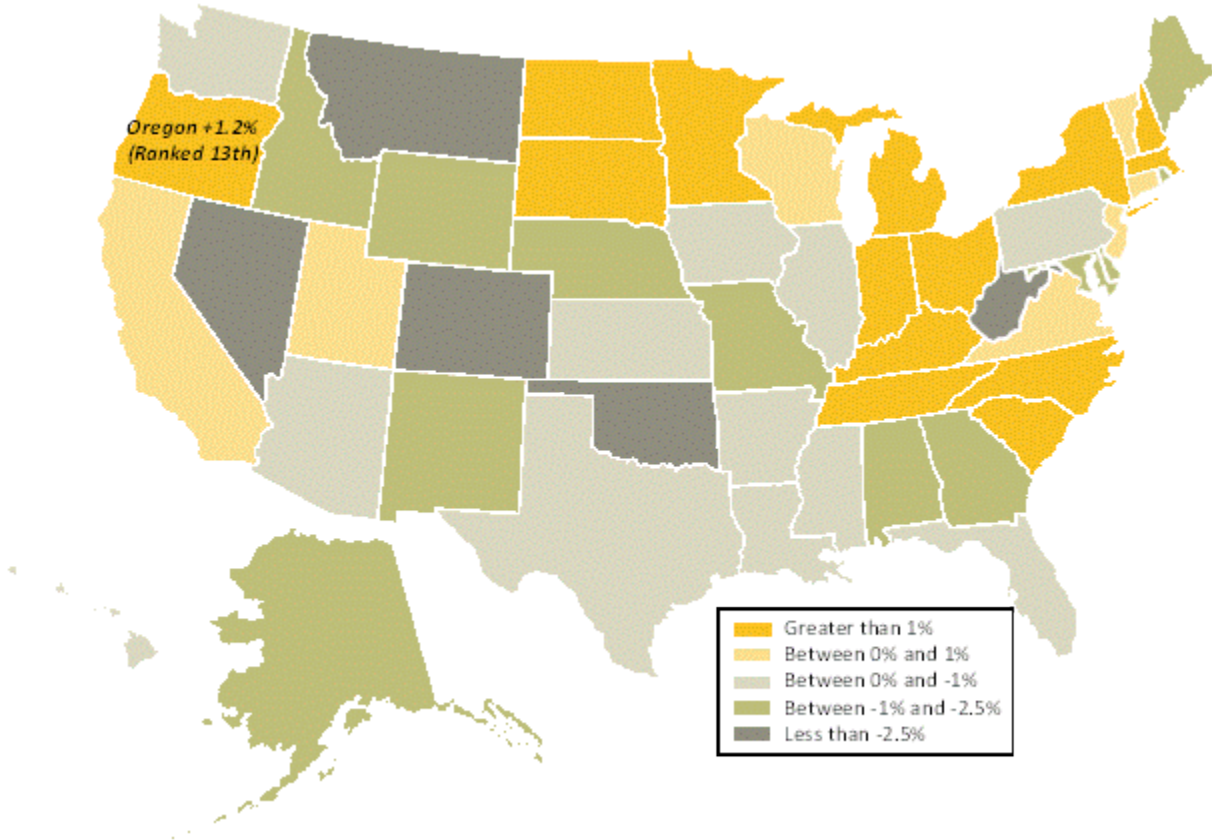 Oregon +1.2%
(Ranked 13th)
Greater than 1%
Between 0% and 1%
Between 0% and -1%
Between -1% and -2.5%
Less than -2.5%